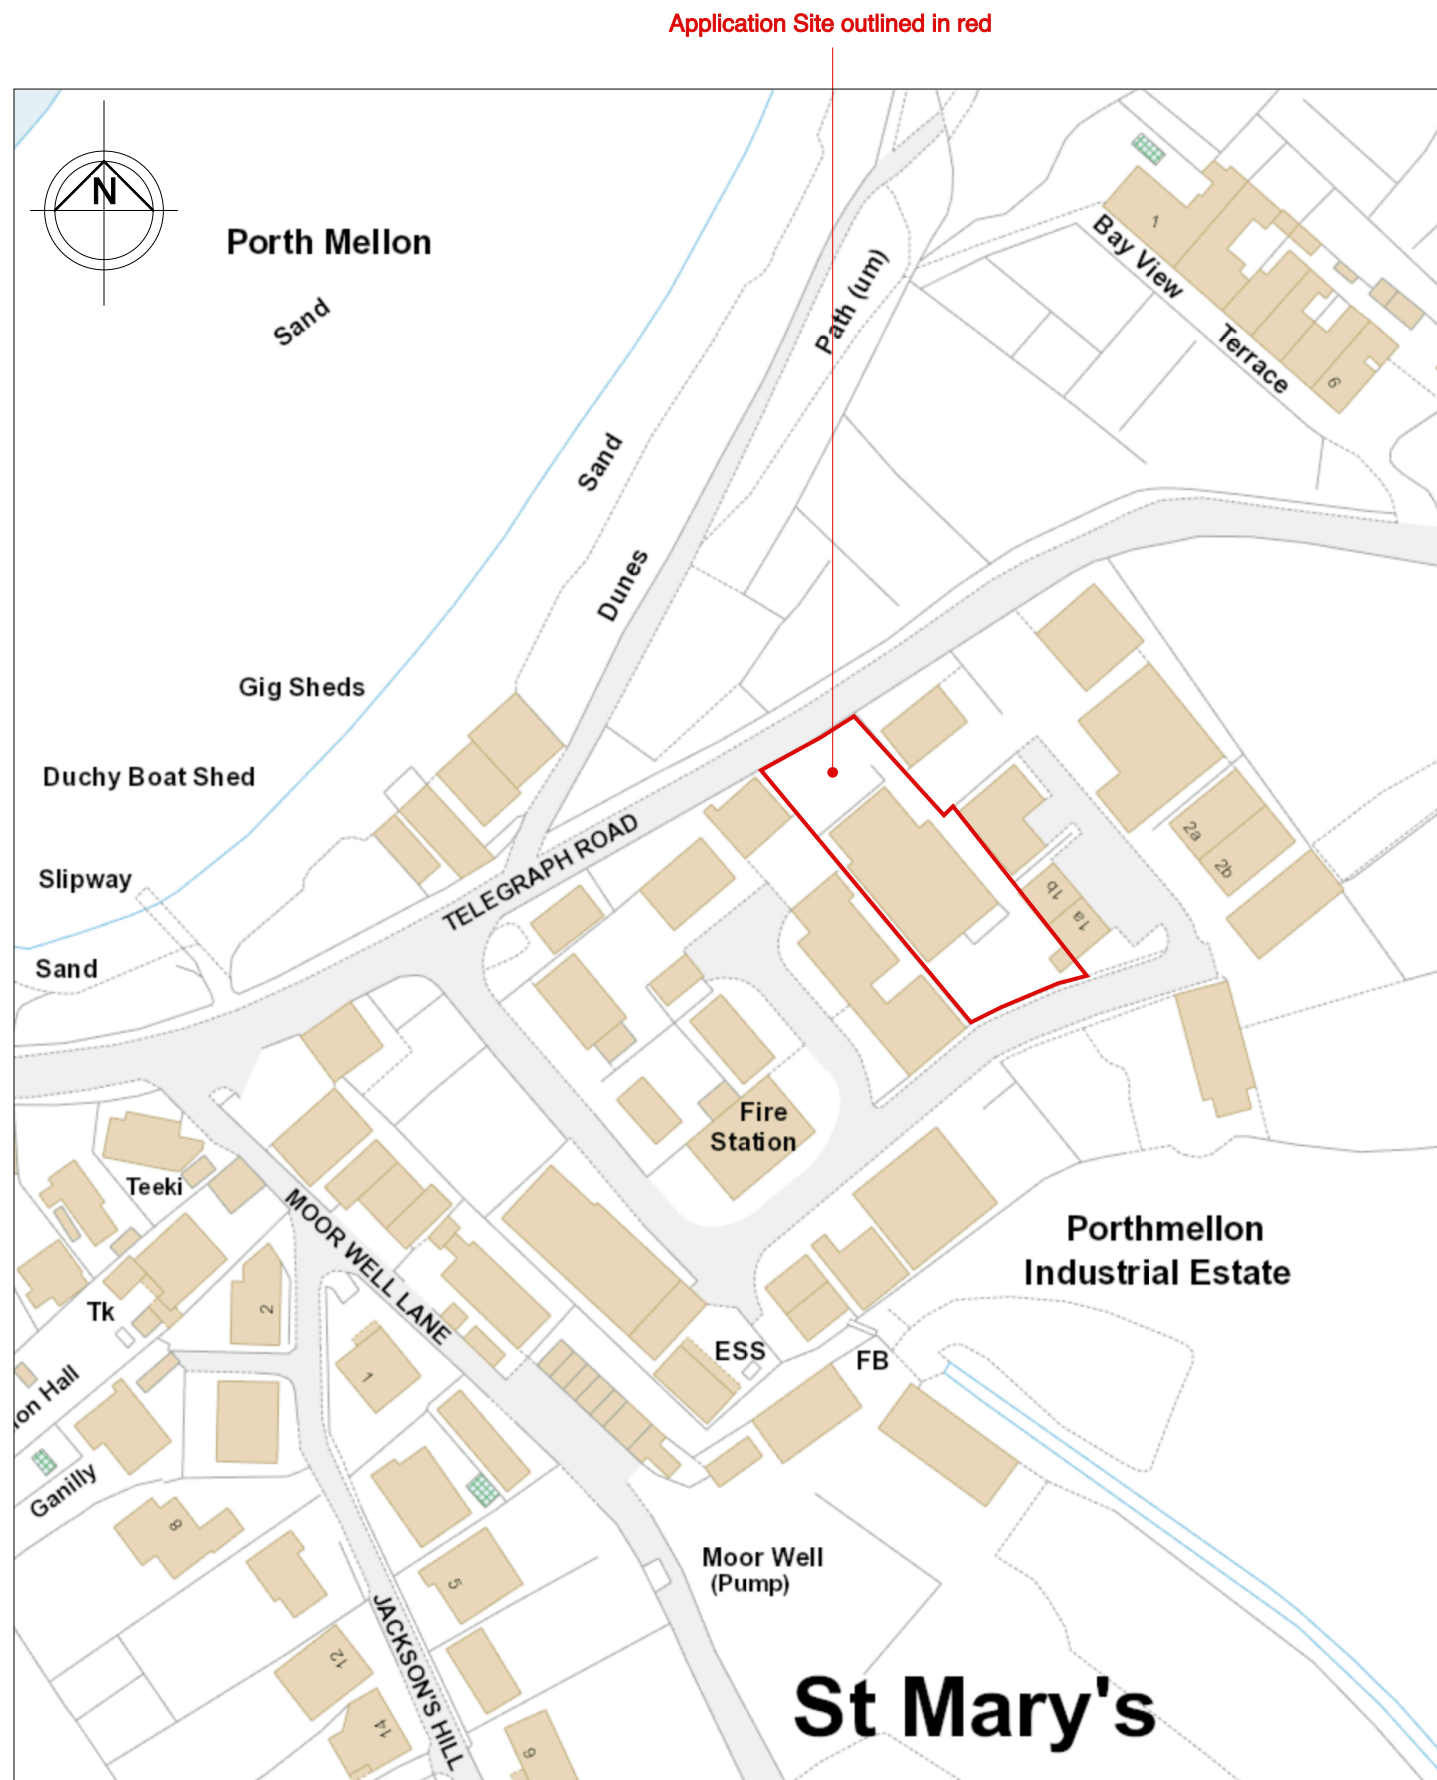 Application Site outlined in red
N
Porth Mellon
Sand
Path (um)
1
Bay View
Terrace
6
Sand
Dunes
Gig Sheds
Duchy Boat Shed
Slipway
Sand
TELEGRAPH ROAD
2a
2b
1b
1a
Fire
Station
Teeki
MOOR WELL LANE
Porthmellon
Industrial Estate
Tk
2
1
ESS
FB
on Hall
Ganilly
8
5
Moor Well
(Pump)
JACKSON'S HILL
12
14
9
St Mary's